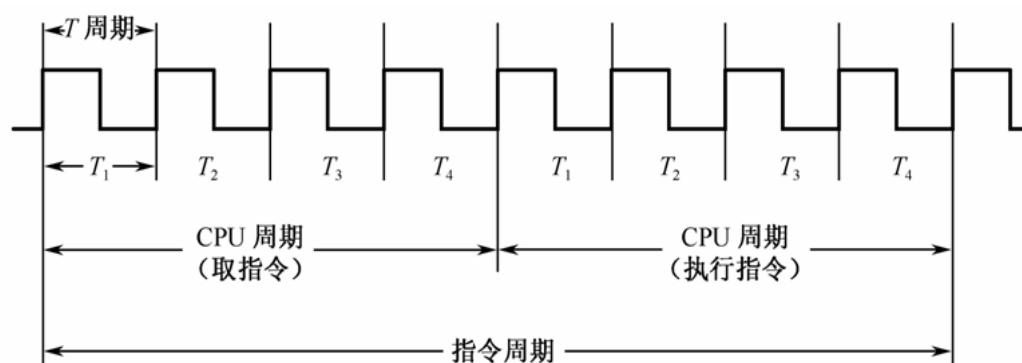 T 周期
T₁ T₂ T₃ T₄ T₁ T₂ T₃ T₄
CPU 周期 CPU 周期
（取指令） （执行指令）
指令周期